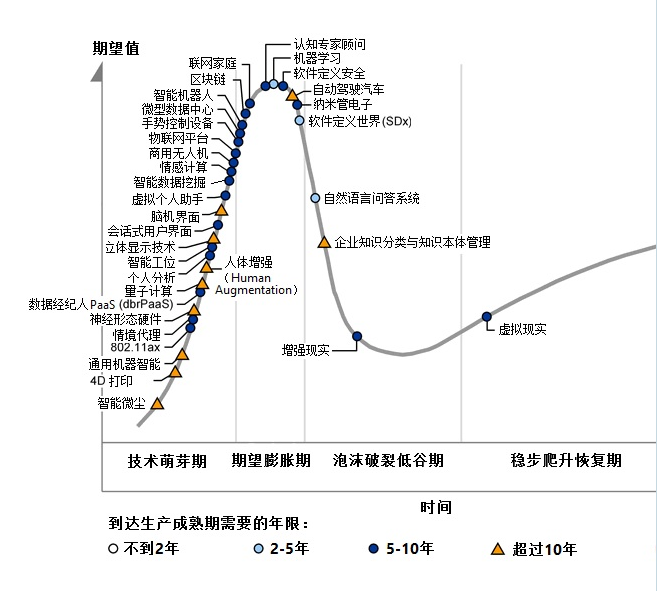 期望值
认知专家顾问
机器学习
软件定义安全
自动驾驶汽车
纳米管电子
软件定义世界(SDx)
联网家庭
区块链
智能机器人
微型数据中心
手势控制设备
物联网平台
商用无人机
情感计算
智能数据挖掘
虚拟个人助手
脑机界面
会话式用户界面
立体显示技术
智能工位
个人分析
量子计算
数据经纪人PaaS (dbrPaaS)
神经形态硬件
情境代理
802.11ax
通用机器智能
4D 打印
智能微尘
人体增强
(Human
Augmentation)
自然语言问答系统
企业知识分类与知识本体管理
增强现实
虚拟现实
技术萌芽期
期望膨胀期
泡沫破裂低谷期
稳步爬升恢复期
时间
到达生产成熟期需要的年限：
不到2年
2-5年
5-10年
超过10年